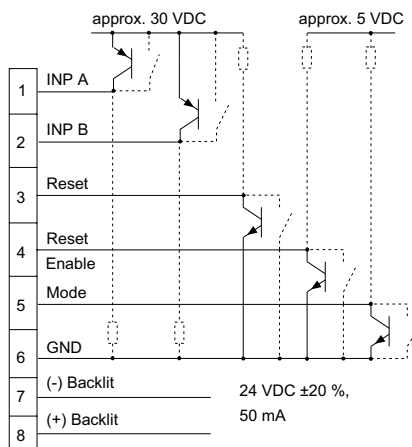 approx. 30 VDC
approx. 5 VDC
1
INP A
2
INP B
3
Reset
4
Reset
Enable
5
Mode
6
GND
7
(-) Backlit
8
(+) Backlit
24 VDC ±20 %,
50 mA